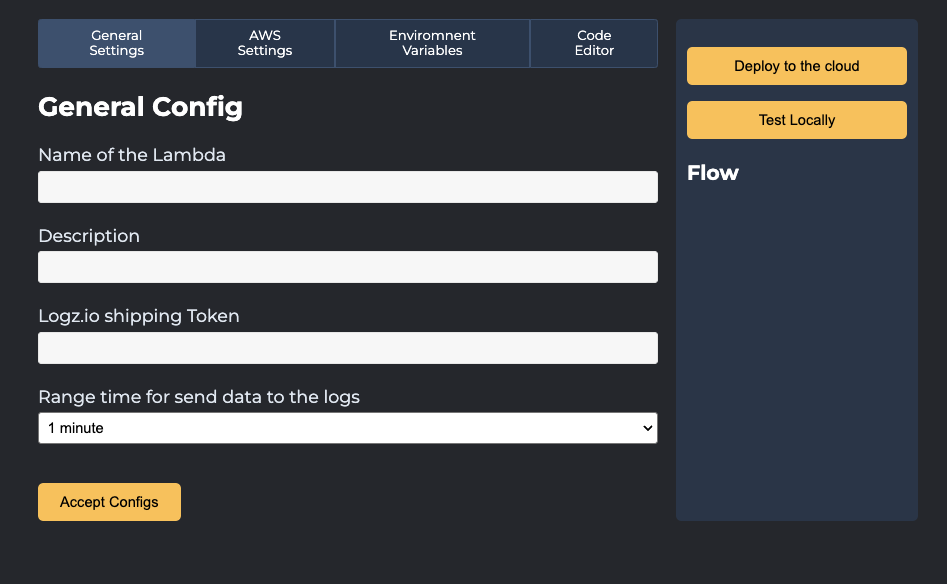 General
Settings
AWS
Settings
Enviromnent
Variables
Code
Editor
General Config
Name of the Lambda
Description
Logz.io shipping Token
Range time for send data to the logs
1 minute
Accept Configs
Deploy to the cloud
Test Locally
Flow